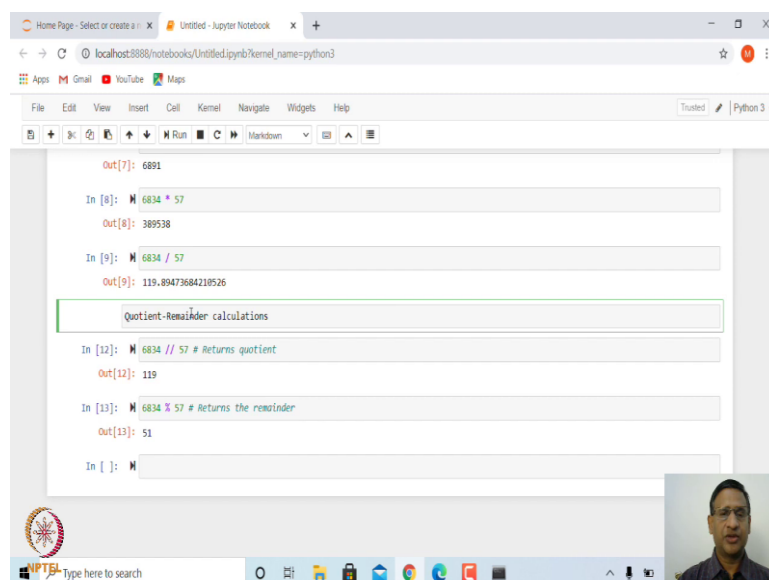 Home Page - Select or create a n X Untitled - Jupyter Notebook X +
localhost:8888/notebooks/Untitled.ipynb?kernel_name=python3 M
Apps M Gmail YouTube Maps
File Edit View Insert Cell Kernel Navigate Widgets Help Trusted Python 3
Run C Markdown
Out[7]: 6891
In [8]: 6834 * 57
Out[8]: 389538
In [9]: 6834 / 57
Out[9]: 119.89473684210526
Quotient-Remainder calculations
In [12]: 6834 // 57 # Returns quotient
Out[12]: 119
In [13]: 6834 % 57 # Returns the remainder
Out[13]: 51
In [ ]:
NPTEL
Type here to search